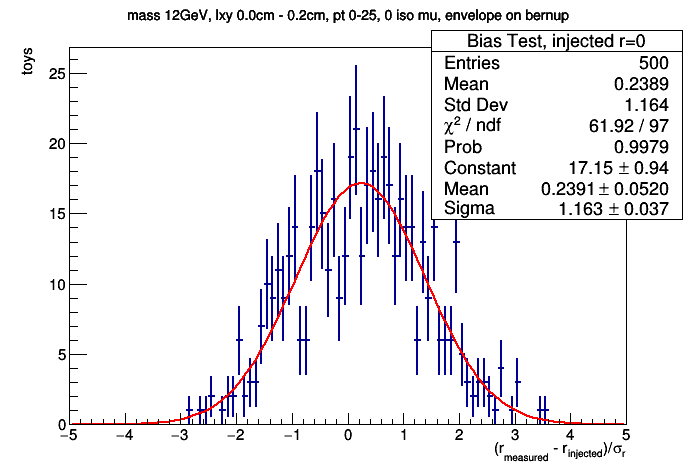 mass 12GeV, lxy 0.0cm - 0.2cm, pt 0-25, 0 iso mu, envelope on bernup
Bias Test, injected r=0
Entries 500
Mean 0.2389
Std Dev 1.164
χ² / ndf 61.92 / 97
Prob 0.9979
Constant 17.15 ± 0.94
Mean 0.2391 ± 0.0520
Sigma 1.163 ± 0.037
toys
25
20
15
10
5
0
−5 −4 −3 −2 −1 0 1 2 3 4 5
(r_measured - r_injected)/σ_r